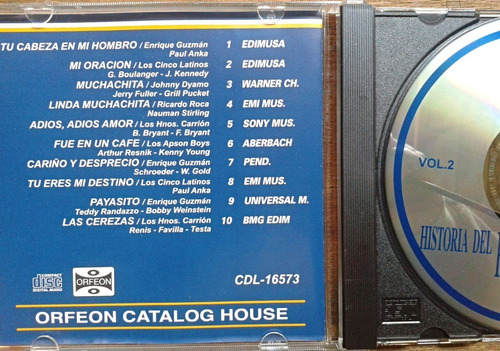 TU CABEZA EN MI HOMBRO / Enrique Guzmán 1 EDIMUSA
Paul Anka
MI ORACION / Los Cinco Latinos 2 EDIMUSA
G. Boulanger - J. Kennedy
MUCHACHITA / Johnny Dyamo 3 WARNER CH.
Jerry Fuller - Grill Pucket
LINDA MUCHACHITA / Ricardo Roca 4 EMI MUS.
Nauman Stirling
ADIOS, ADIOS AMOR / Los Hnos. Carrión 5 SONY MUS.
B. Bryant - F. Bryant
FUE EN UN CAFE / Los Apson Boys 6 ABERBACH
Arthur Resnik - Kenny Young
CARIÑO Y DESPRECIO / Enrique Guzmán 7 PEND.
Schroeder - W. Gold
TU ERES MI DESTINO / Los Cinco Latinos 8 EMI MUS.
Paul Anka
PAYASITO / Enrique Guzmán 9 UNIVERSAL M.
Teddy Randazzo - Bobby Weinstein
LAS CEREZAS / Los Hnos. Carrión 10 BMG EDIM
Renis - Favilla - Testa
COMPACT
disc
DIGITAL AUDIO
ORFEON
CDL-16573
ORFEON CATALOG HOUSE
VOL.2
HISTORIA DEL